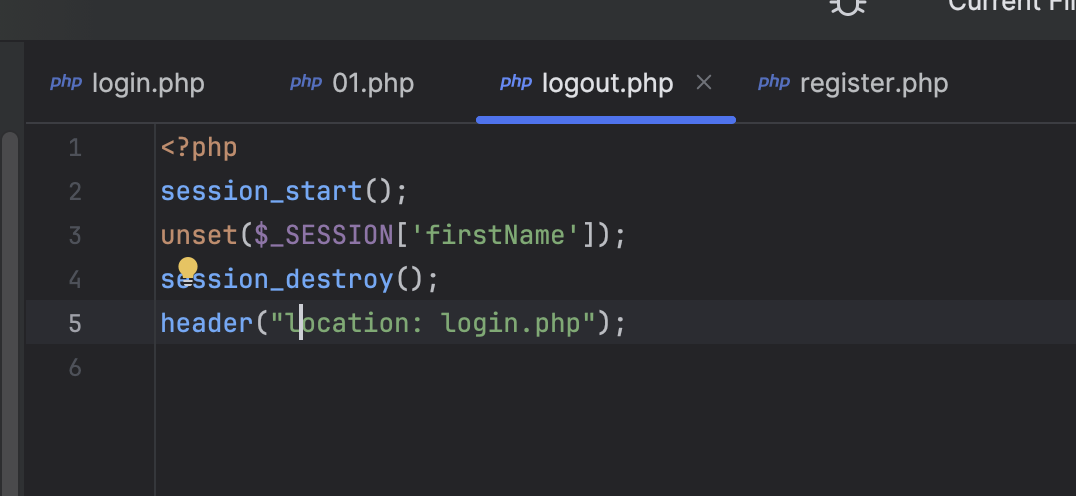 Current Fil
php login.php php 01.php php logout.php × php register.php
1 <?php
2 session_start();
3 unset($_SESSION['firstName']);
4 session_destroy();
5 header("location: login.php");
6